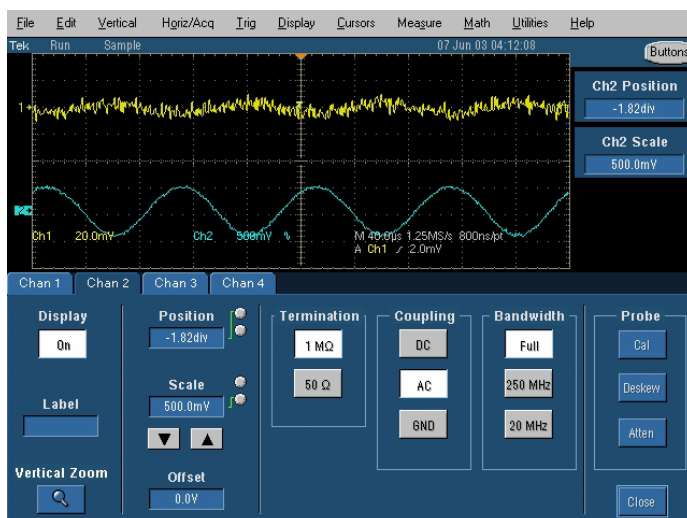 File Edit Vertical Horiz/Acq Trig Display Cursors Measure Math Utilities Help
Tek Run Sample 07 Jun 03 04:12:08
Buttons
Ch2 Position
-1.82div
Ch2 Scale
500.0mV
1
2
Ch1 20.0mV Ch2 500mV M 40.0µs 1.25MS/s 800ns/pt
A Ch1 2.0mV
Chan 1 Chan 2 Chan 3 Chan 4
Display
On
Label
Vertical Zoom
Position
-1.82div
Scale
500.0mV
Offset
0.0V
Termination
1 MΩ
50 Ω
Coupling
DC
AC
GND
Bandwidth
Full
250 MHz
20 MHz
Probe
Cal
Deskew
Atten
Close